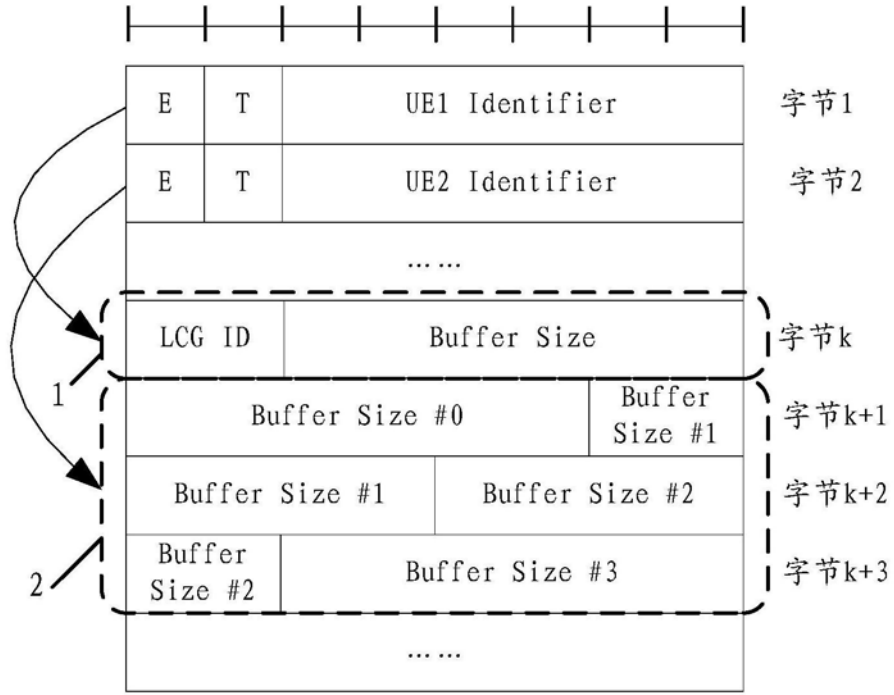 E T UE1 Identifier 字节1
E T UE2 Identifier 字节2
……
LCG ID Buffer Size 字节k
1
Buffer Size #0 Buffer Size #1 字节k+1
Buffer Size #1 Buffer Size #2 字节k+2
Buffer Size #2 Buffer Size #3 字节k+3
2
……